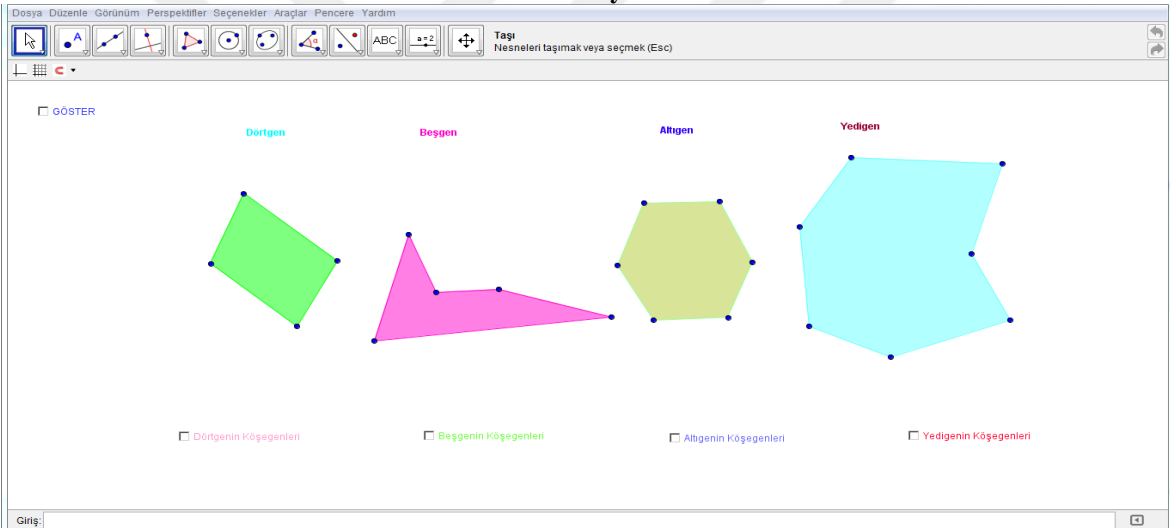 Dosya Düzenle Görünüm Perspektifler Seçenekler Araçlar Pencere Yardım
A
α
ABC
a = 2
Taşı
Nesneleri taşımak veya seçmek (Esc)
GÖSTER
Dörtgen
Beşgen
Altıgen
Yedigen
Dörtgenin Köşegenleri
Beşgenin Köşegenleri
Altıgenin Köşegenleri
Yedigenin Köşegenleri
Giriş: